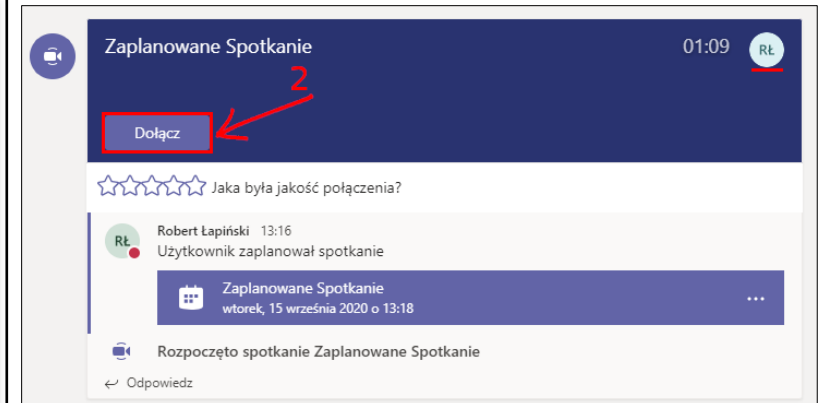 Zaplanowane Spotkanie 01:09 RŁ
2
Dołącz
Jaka była jakość połączenia?
RŁ Robert Łapiński 13:16
Użytkownik zaplanował spotkanie
Zaplanowane Spotkanie
wtorek, 15 września 2020 o 13:18
Rozpoczęto spotkanie Zaplanowane Spotkanie
Odpowiedz